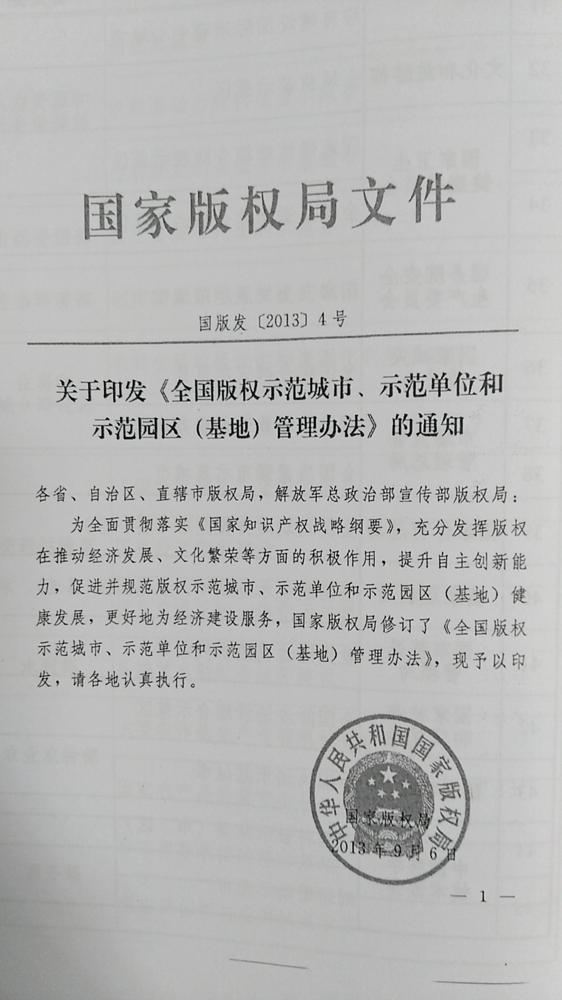 国家版权局文件
国版发〔2013〕4号
关于印发《全国版权示范城市、示范单位和
示范园区（基地）管理办法》的通知
各省、自治区、直辖市版权局，解放军总政治部宣传部版权局：
为全面贯彻落实《国家知识产权战略纲要》，充分发挥版权
在推动经济发展、文化繁荣等方面的积极作用，提升自主创新能
力，促进并规范版权示范城市、示范单位和示范园区（基地）健
康发展，更好地为经济建设服务，国家版权局修订了《全国版权
示范城市、示范单位和示范园区（基地）管理办法》，现予以印
发，请各地认真执行。
中华人民共和国国家版权局
国家版权局
2013年9月6日
— 1 —